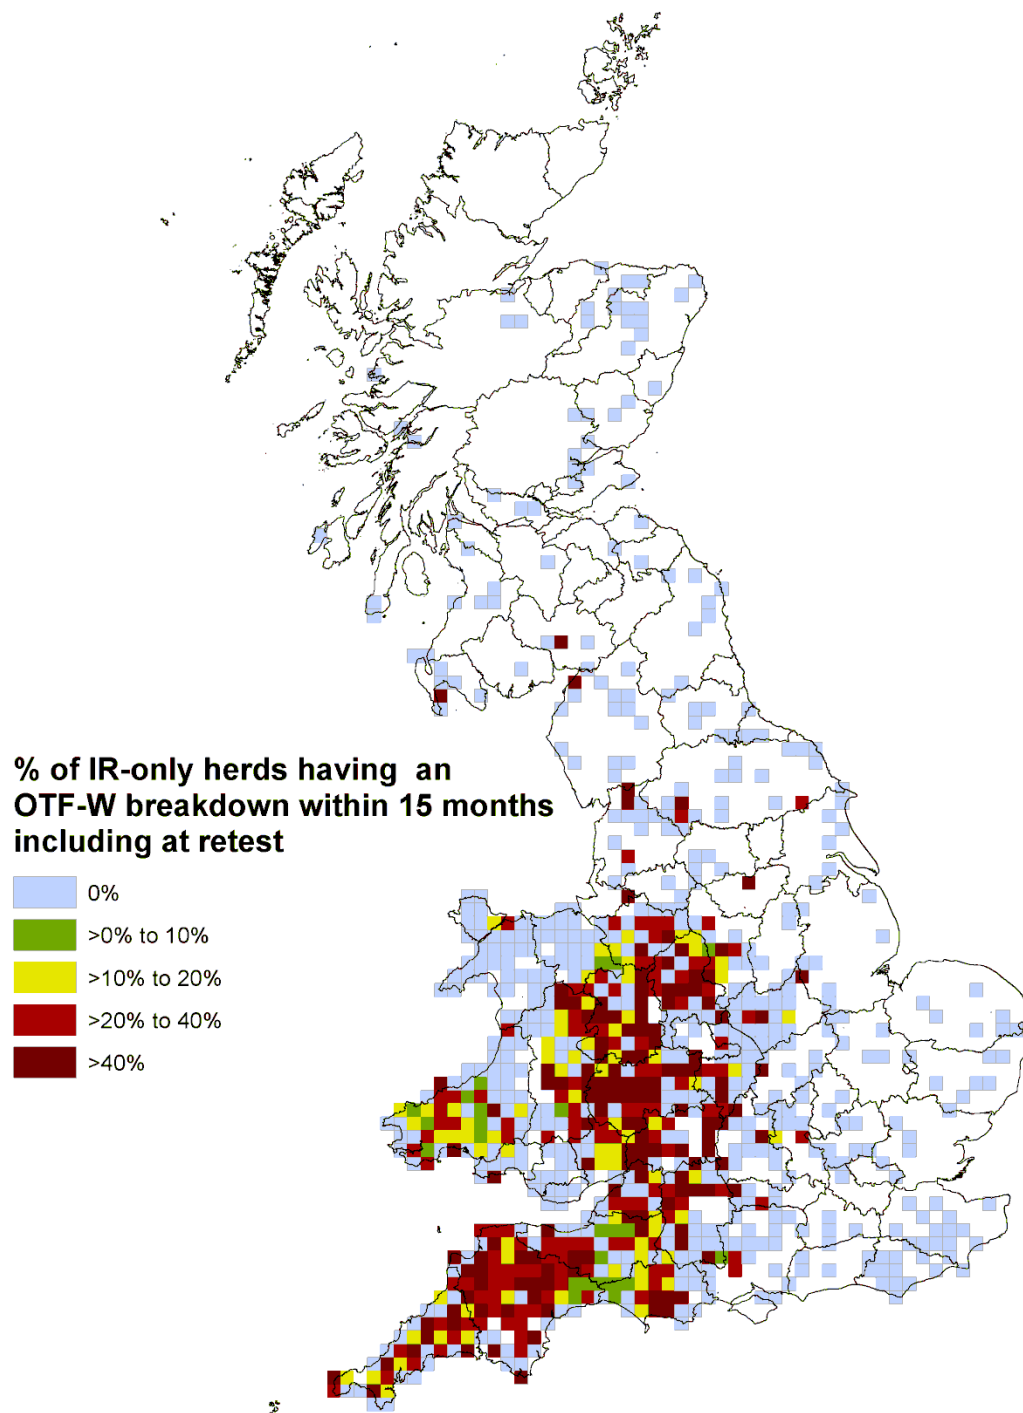 % of IR-only herds having an
OTF-W breakdown within 15 months
including at retest
0%
>0% to 10%
>10% to 20%
>20% to 40%
>40%